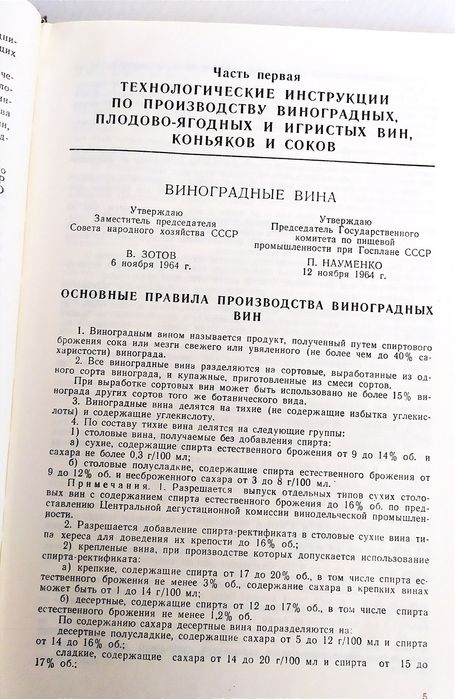 Часть первая
ТЕХНОЛОГИЧЕСКИЕ ИНСТРУКЦИИ
ПО ПРОИЗВОДСТВУ ВИНОГРАДНЫХ,
ПЛОДОВО-ЯГОДНЫХ И ИГРИСТЫХ ВИН,
КОНЬЯКОВ И СОКОВ
ВИНОГРАДНЫЕ ВИНА
Утверждаю
Заместитель председателя
Совета народного хозяйства СССР
В. ЗОТОВ
6 ноября 1964 г.
Утверждаю
Председатель Государственного
комитета по пищевой
промышленности при Госплане СССР
П. НАУМЕНКО
12 ноября 1964 г.
ОСНОВНЫЕ ПРАВИЛА ПРОИЗВОДСТВА ВИНОГРАДНЫХ
ВИН
1. Виноградным вином называется продукт, полученный путем спиртового
брожения сока или мезги свежего или увяленного (не более чем до 40% са-
харистости) винограда.
2. Все виноградные вина разделяются на сортовые, выработанные из од-
ного сорта винограда, и купажные, приготовленные из смеси сортов.
При выработке сортовых вин может быть использовано не более 15% ви-
нограда других сортов того же ботанического вида.
3. Виноградные вина делятся на тихие (не содержащие избытка углекис-
лоты) и содержащие углекислоту.
4. По составу тихие вина делятся на следующие группы:
1) столовые вина, получаемые без добавления спирта:
а) сухие, содержащие спирта естественного брожения от 9 до 14% об. и
сахара не более 0,3 г/100 мл;
б) столовые полусладкие, содержащие спирта естественного брожения от
9 до 12% об. и несброженного сахара от 3 до 8 г/100 мл.
Примечания. 1. Разрешается выпуск отдельных типов сухих столо-
вых вин с содержанием спирта естественного брожения до 16% об. по пред-
ставлению Центральной дегустационной комиссии винодельческой промышлен-
ности.
2. Разрешается добавление спирта-ректификата в столовые сухие вина ти-
па хереса для доведения их крепости до 16% об.;
2) крепленые вина, при производстве которых допускается использование
спирта-ректификата:
а) крепкие, содержащие спирта от 17 до 20% об., в том числе спирта ес-
тественного брожения не менее 3% об., содержание сахара в крепких винах
может быть от 1 до 14 г/100 мл;
б) десертные, содержащие спирта от 12 до 17% об., в том числе спирта
естественного брожения не менее 1,2% об.
По содержанию сахара десертные вина подразделяются на:
десертные полусладкие, содержащие сахара от 5 до 12 г/100 мл и спирта
от 14 до 16% об.;
сладкие, содержащие сахара от 14 до 20 г/100 мл и спирта от 15 до
17% об.;
5